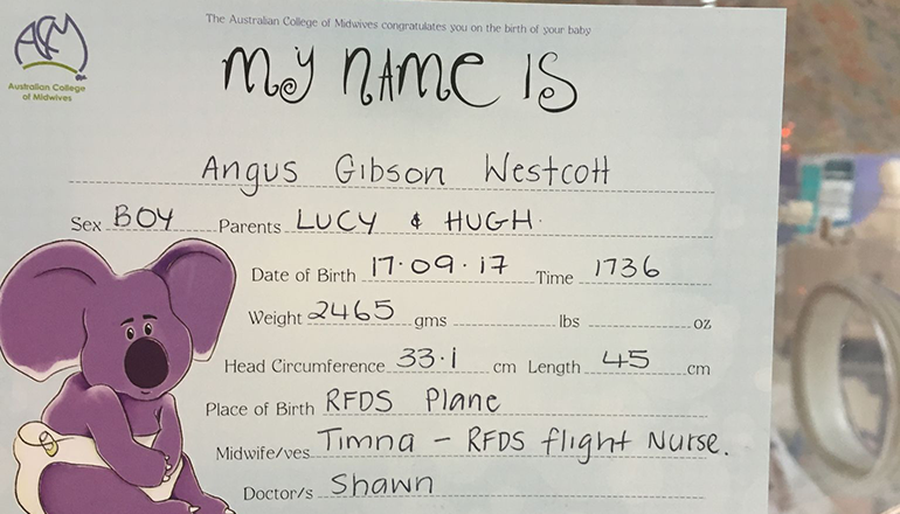 The Australian College of Midwives congratulates you on the birth of your baby
ACM
Australian College
of Midwives
My NAMe IS
Angus Gibson Westcott
Sex BOY Parents LUCY & HUGH.
Date of Birth 17.09.17 Time 1736
Weight 2465 gms lbs oz
Head Circumference 33.1 cm Length 45 cm
Place of Birth RFDS Plane
Midwife/ves Timna - RFDS flight Nurse.
Doctor/s Shawn